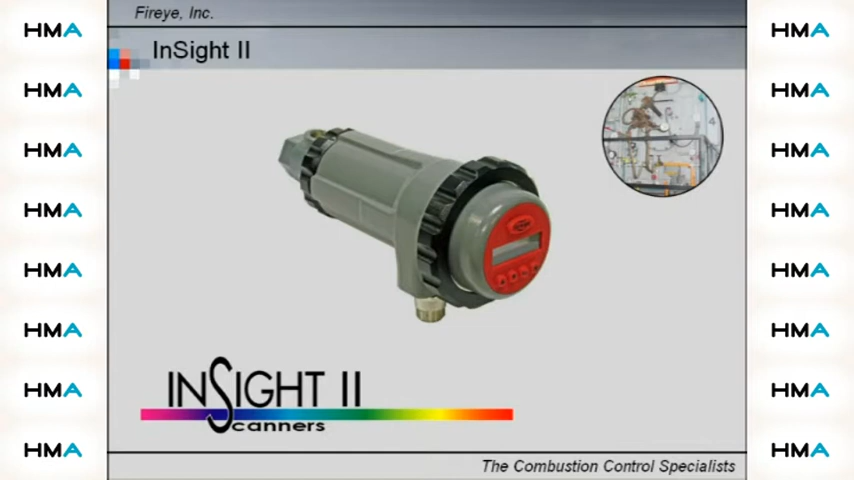 Fireye, Inc.
InSight II
HMA HMA
HMA HMA
HMA HMA
HMA HMA
HMA HMA
HMA HMA
HMA HMA
HMA HMA
INSIGHT II
Scanners
The Combustion Control Specialists